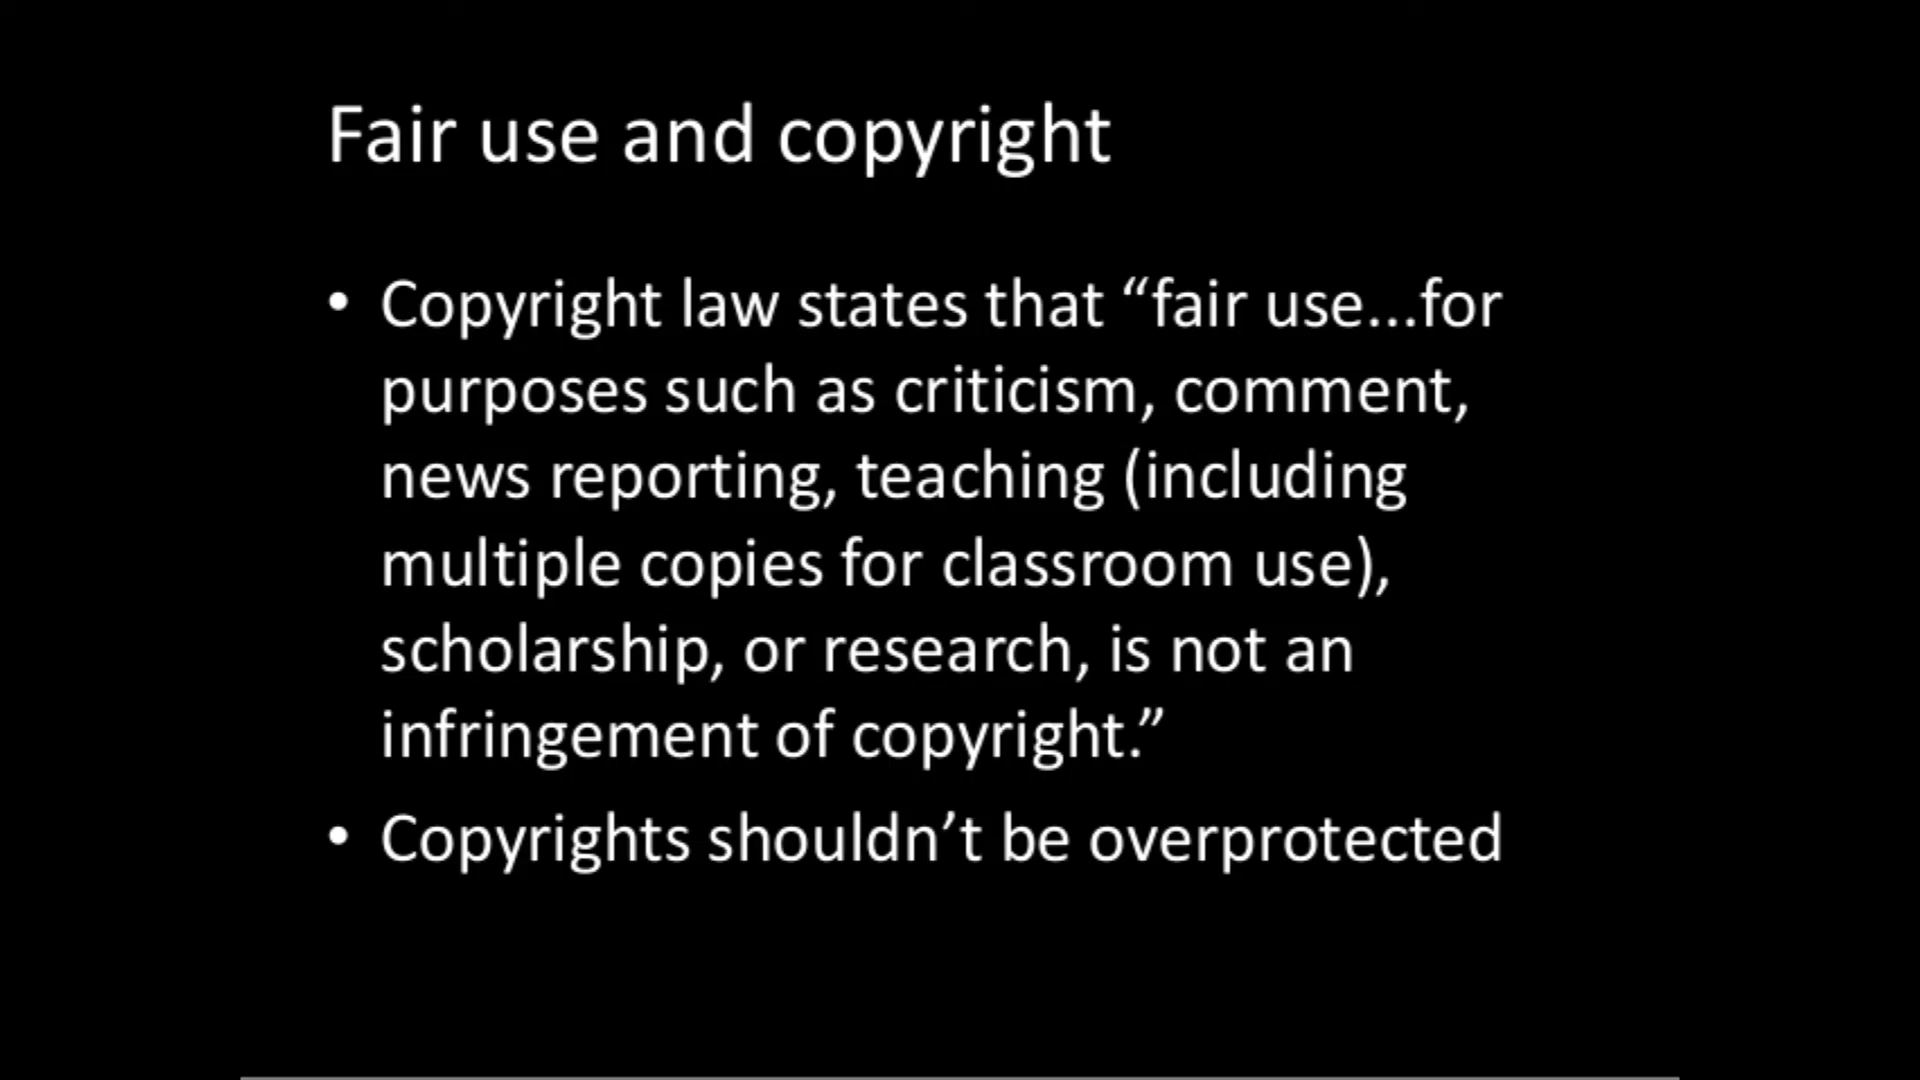 Fair use and copyright
• Copyright law states that “fair use...for
purposes such as criticism, comment,
news reporting, teaching (including
multiple copies for classroom use),
scholarship, or research, is not an
infringement of copyright.”
• Copyrights shouldn’t be overprotected